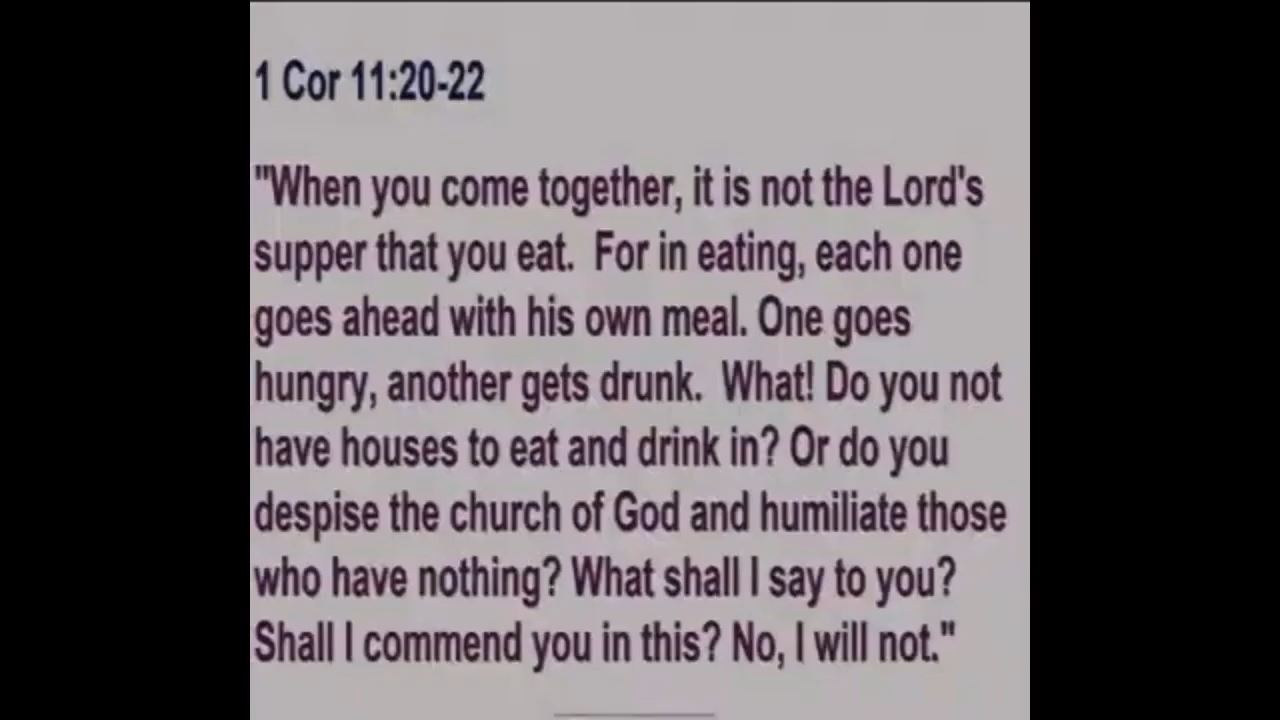 1 Cor 11:20-22
"When you come together, it is not the Lord's
supper that you eat.  For in eating, each one
goes ahead with his own meal. One goes
hungry, another gets drunk.  What! Do you not
have houses to eat and drink in? Or do you
despise the church of God and humiliate those
who have nothing? What shall I say to you?
Shall I commend you in this? No, I will not."